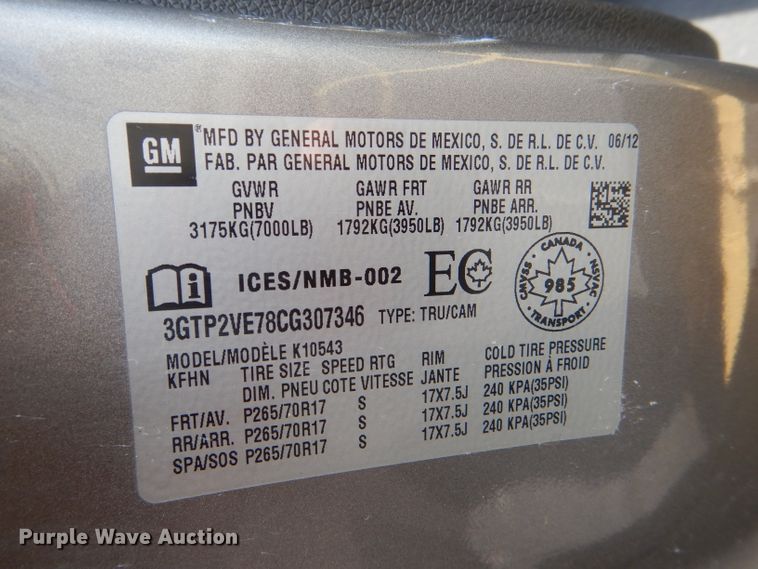 GM
® MFD BY GENERAL MOTORS DE MEXICO, S. DE R.L. DE C.V. 06/12
FAB. PAR GENERAL MOTORS DE MEXICO, S. DE R.L. DE C.V.
GVWR GAWR FRT GAWR RR
PNBV PNBE AV. PNBE ARR.
3175KG(7000LB) 1792KG(3950LB) 1792KG(3950LB)
i ICES/NMB-002 EC
CANADA
CMVSS 985 NSVAC
TRANSPORT
3GTP2VE78CG307346 TYPE: TRU/CAM
MODEL/MODÈLE K10543
KFHN TIRE SIZE SPEED RTG RIM COLD TIRE PRESSURE
DIM. PNEU COTE VITESSE JANTE PRESSION À FROID
FRT/AV. P265/70R17 S 17X7.5J 240 KPA(35PSI)
RR/ARR. P265/70R17 S 17X7.5J 240 KPA(35PSI)
SPA/SOS P265/70R17 S 17X7.5J 240 KPA(35PSI)
Purple Wave Auction